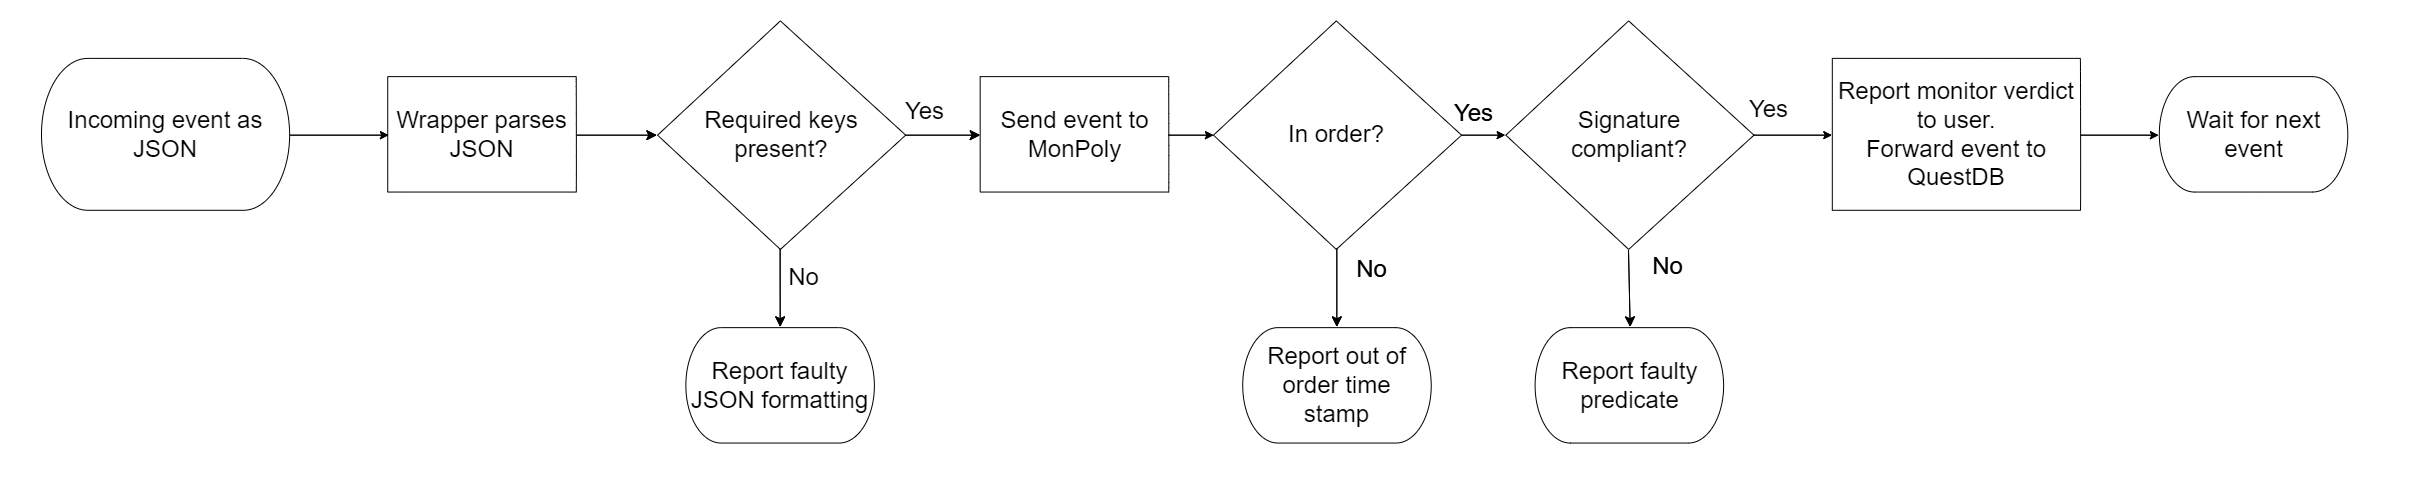 Incoming event as
JSON
Wrapper parses
JSON
Required keys
present?
Yes
No
Report faulty
JSON formatting
Send event to
MonPoly
In order?
Yes
No
Report out of
order time
stamp
Signature
compliant?
Yes
No
Report faulty
predicate
Report monitor verdict
to user.
Forward event to
QuestDB
Wait for next
event